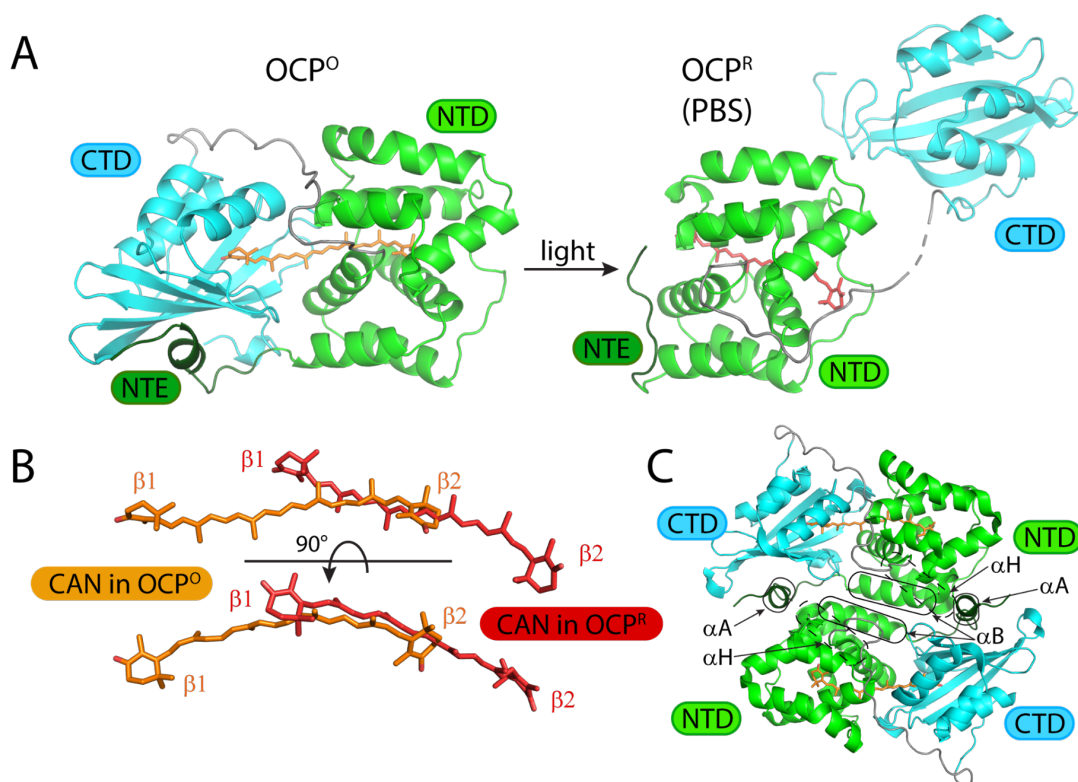 A
OCPᴼ
NTD
CTD
NTE
light
OCPᴿ
(PBS)
CTD
NTE
NTD
B
β1
β1
β2
β2
90°
CAN in OCPᴼ
β1
β2
CAN in OCPᴿ
β1
β2
C
CTD
NTD
αH
αA
αA
αB
αH
NTD
CTD